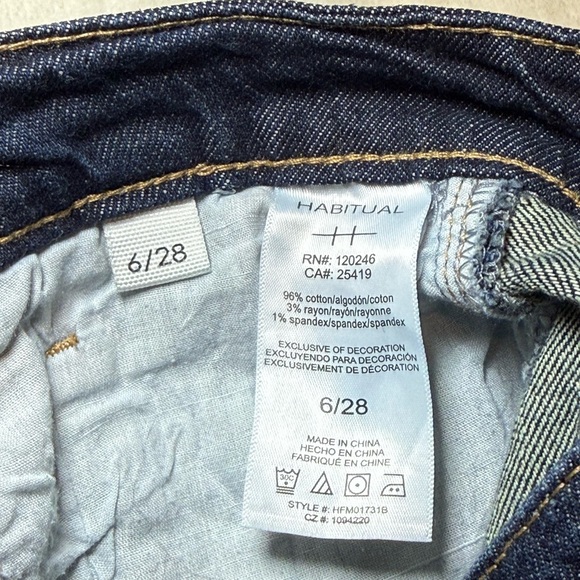 6/28
HABITUAL
RN#: 120246
CA#: 25419
96% cotton/algodón/coton
3% rayon/rayón/rayonne
1% spandex/spandex/spandex
EXCLUSIVE OF DECORATION
EXCLUYENDO PARA DECORACIÓN
EXCLUSIVEMENT DE DÉCORATION
6/28
MADE IN CHINA
HECHO EN CHINA
FABRIQUÉ EN CHINE
30C
STYLE #: HFM01731B
CZ #: 1094220